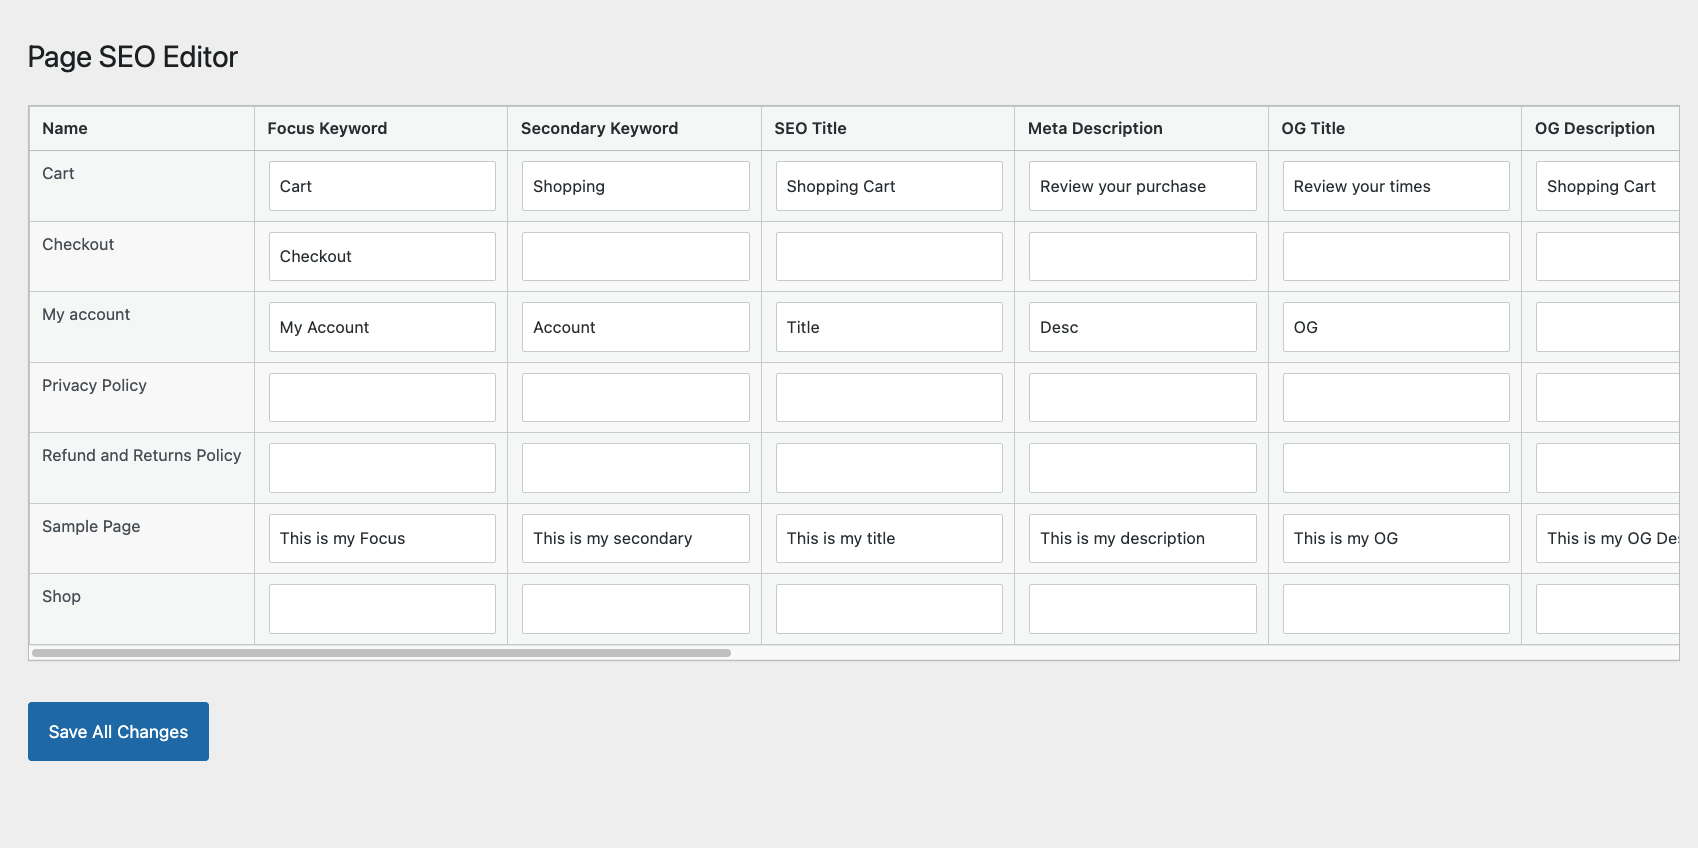 Page SEO Editor
Name Focus Keyword Secondary Keyword SEO Title Meta Description OG Title OG Description
Cart Cart Shopping Shopping Cart Review your purchase Review your times Shopping Cart
Checkout Checkout
My account My Account Account Title Desc OG
Privacy Policy
Refund and Returns Policy
Sample Page This is my Focus This is my secondary This is my title This is my description This is my OG This is my OG Des
Shop
Save All Changes